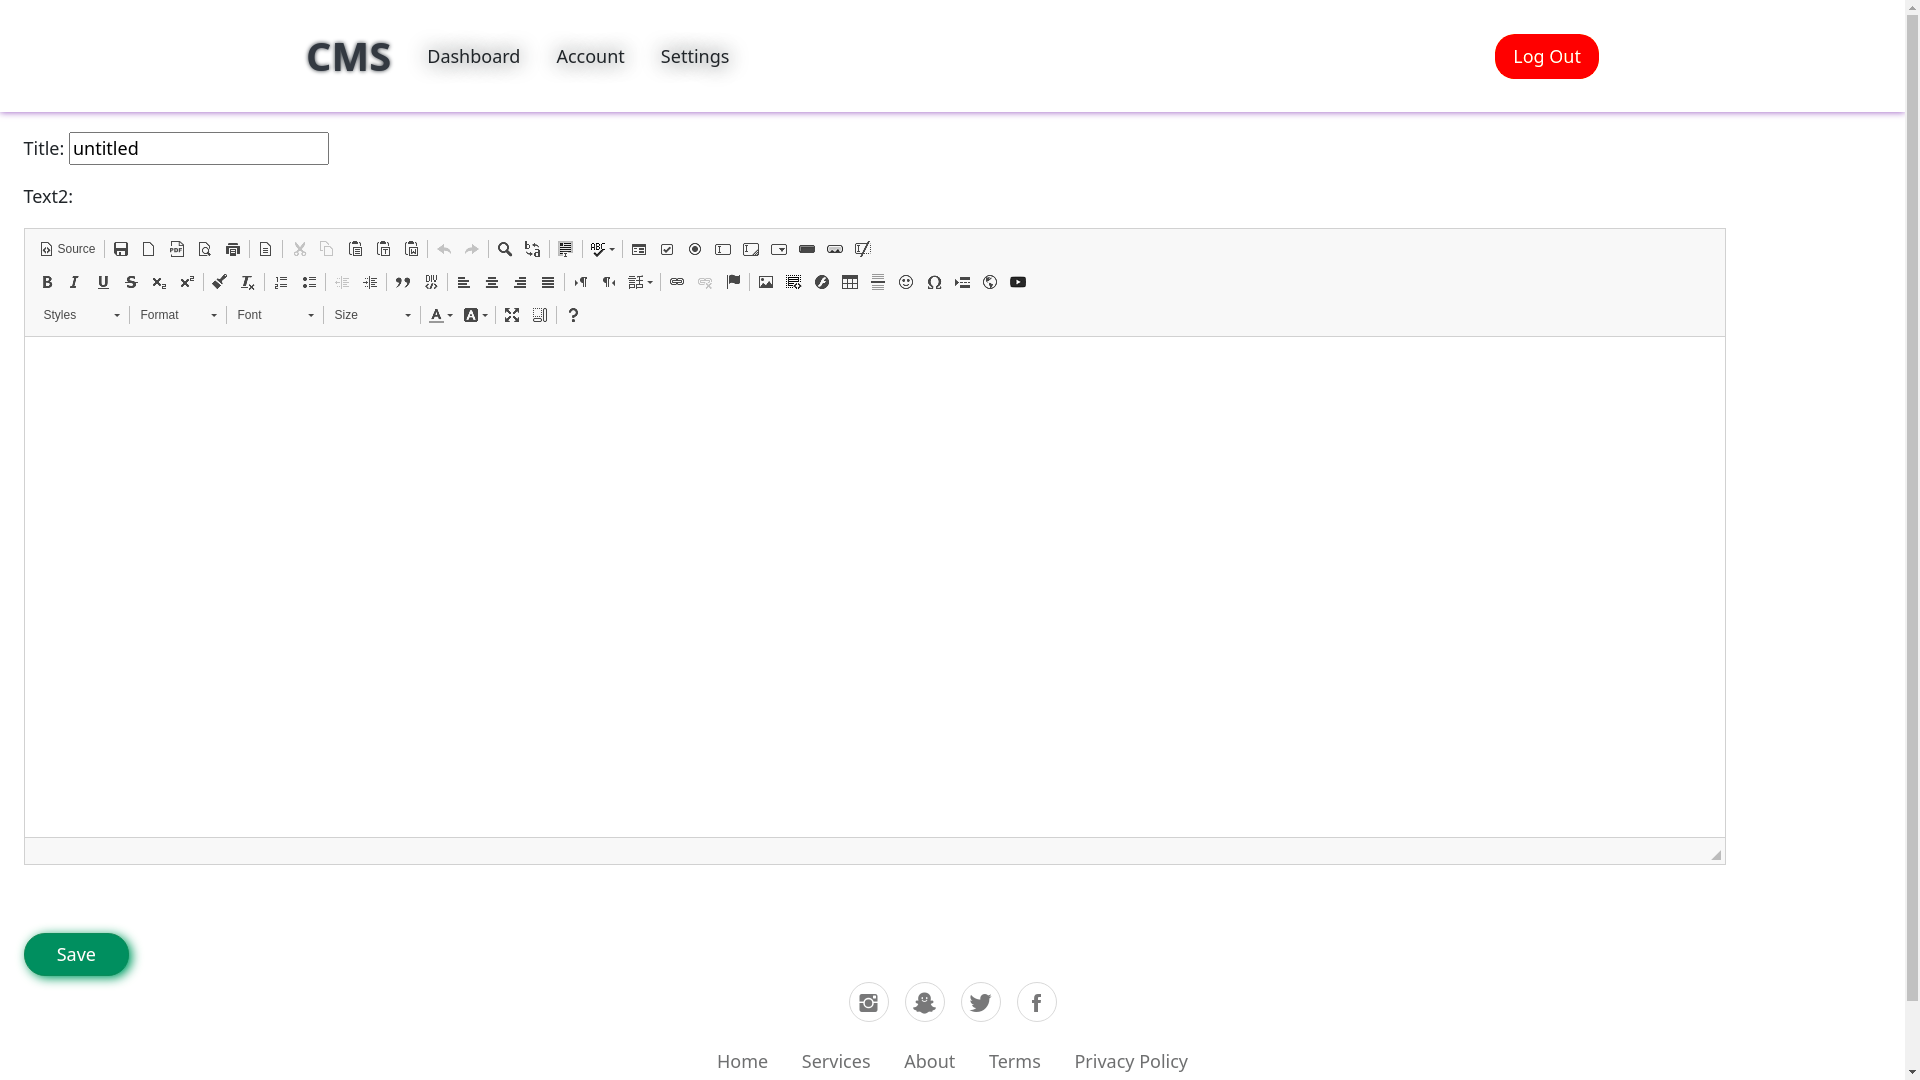 CMS Dashboard Account Settings Log Out
Title: untitled
Text2:
Source
Styles Format Font Size
Save
Home Services About Terms Privacy Policy